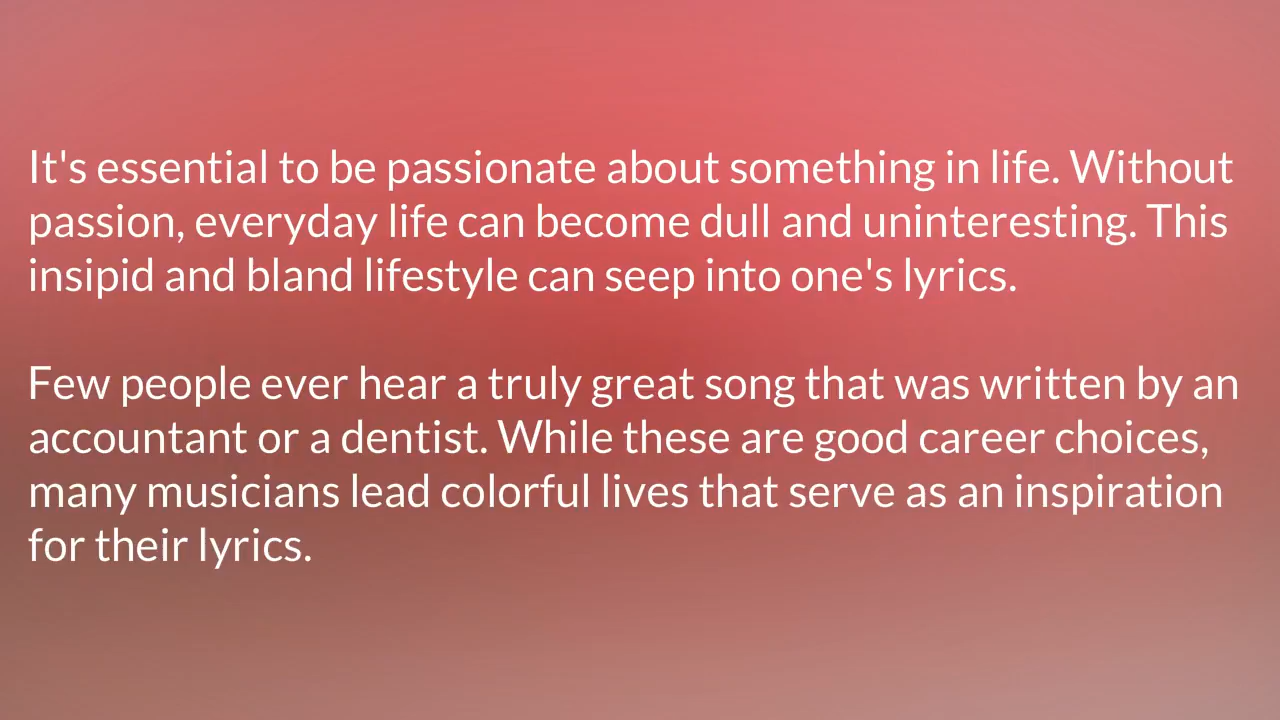 It's essential to be passionate about something in life. Without
passion, everyday life can become dull and uninteresting. This
insipid and bland lifestyle can seep into one's lyrics.
Few people ever hear a truly great song that was written by an
accountant or a dentist. While these are good career choices,
many musicians lead colorful lives that serve as an inspiration
for their lyrics.